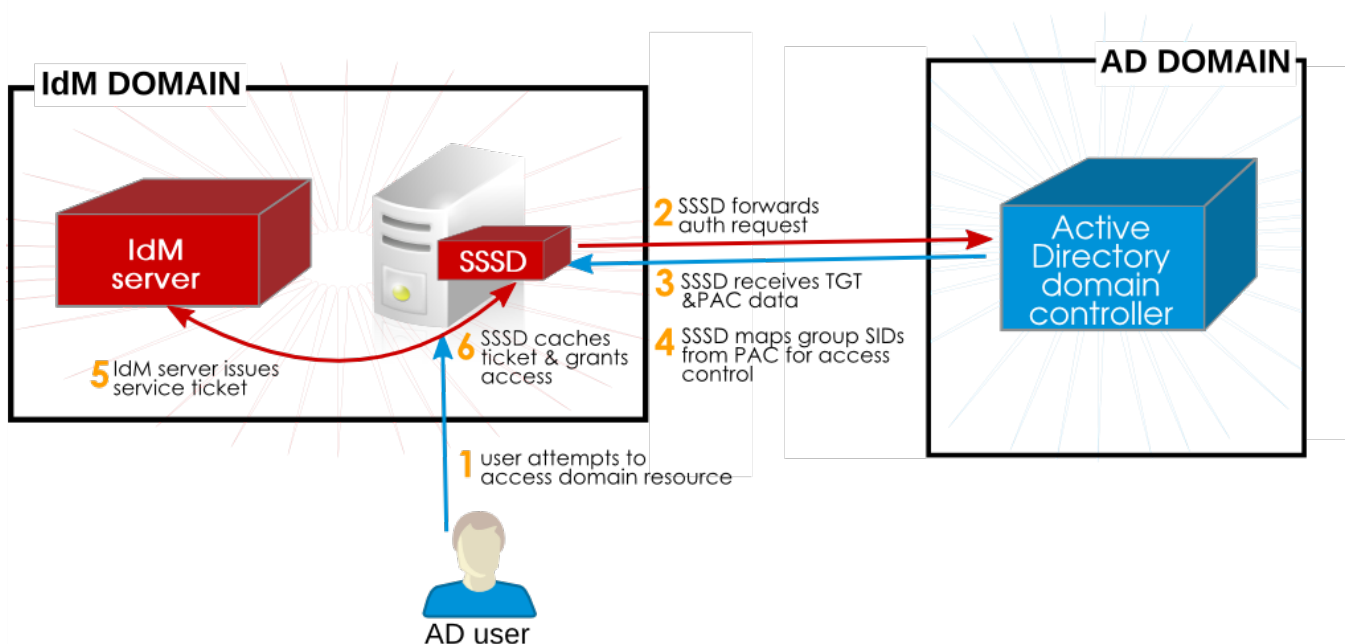 IdM DOMAIN
AD DOMAIN
IdM
server
SSSD
2 SSSD forwards
auth request
3 SSSD receives TGT
&PAC data
4 SSSD maps group SIDs
from PAC for access
control
Active
Directory
domain
controller
5 IdM server issues
service ticket
6 SSSD caches
ticket & grants
access
1 user attempts to
access domain resource
AD user